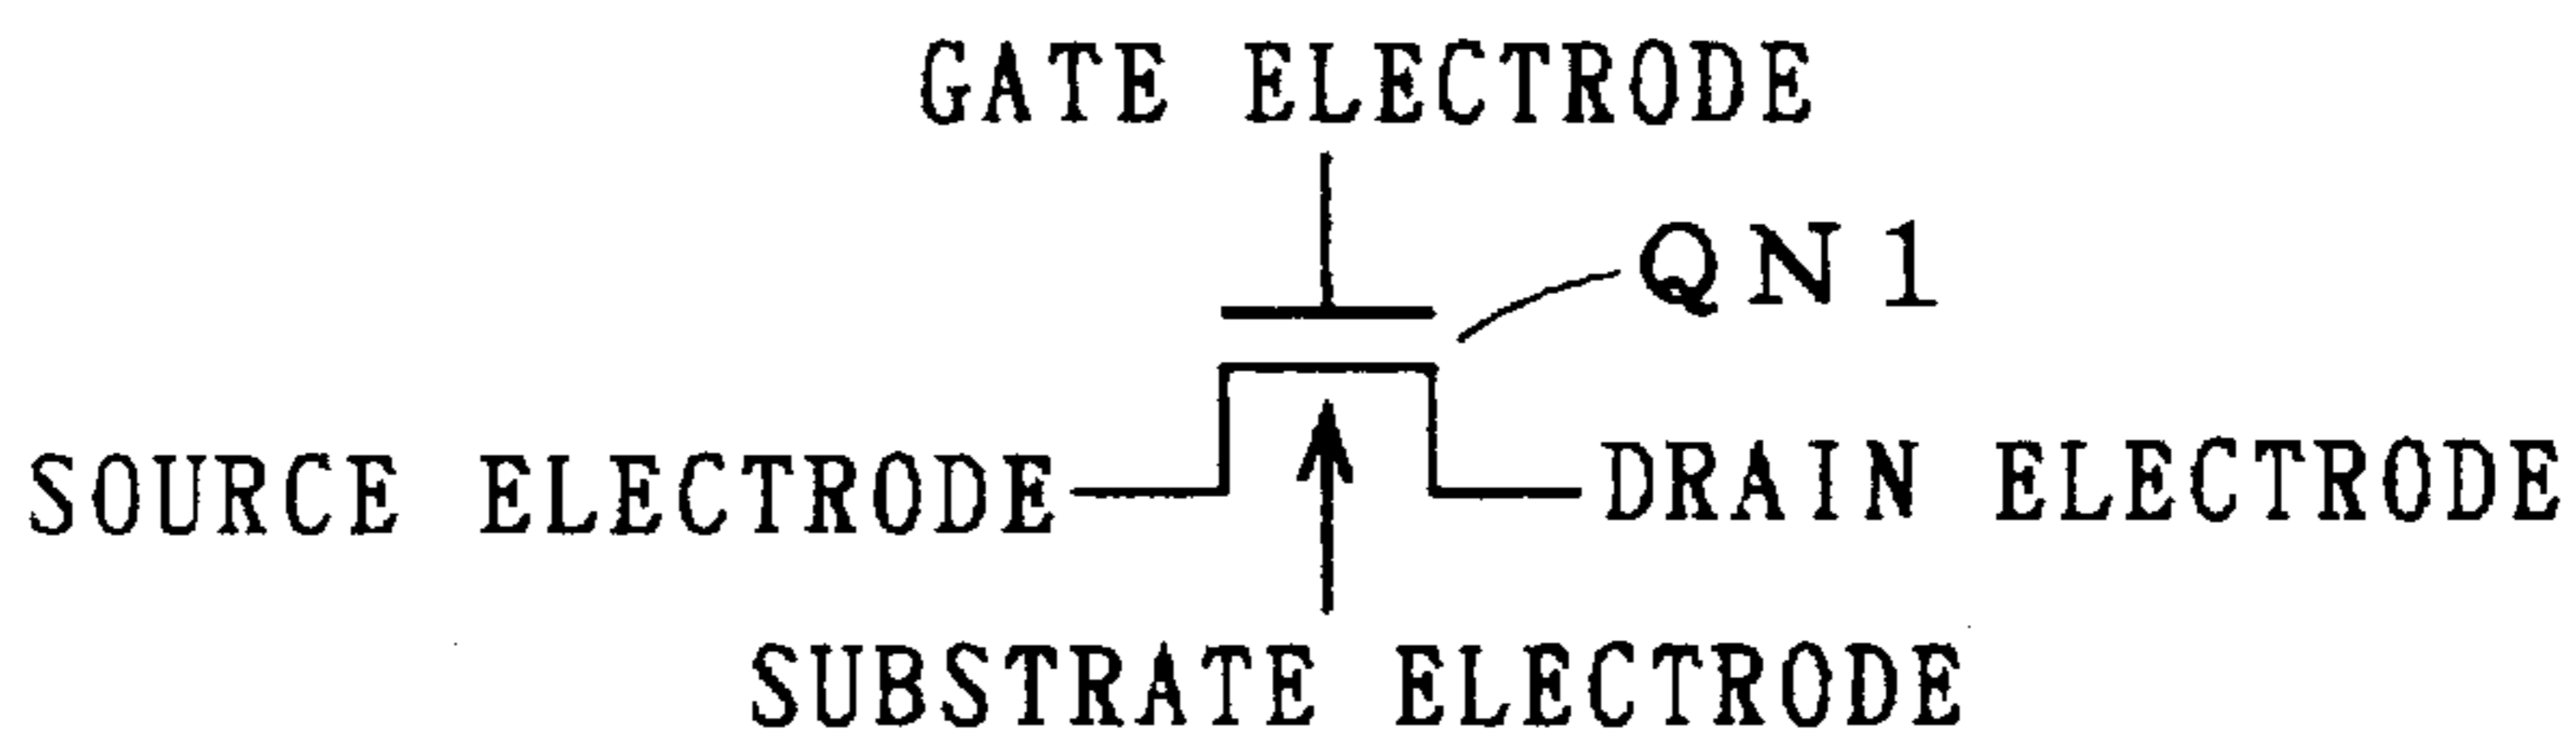 GATE ELECTRODE
QN1
SOURCE ELECTRODE
DRAIN ELECTRODE
SUBSTRATE ELECTRODE